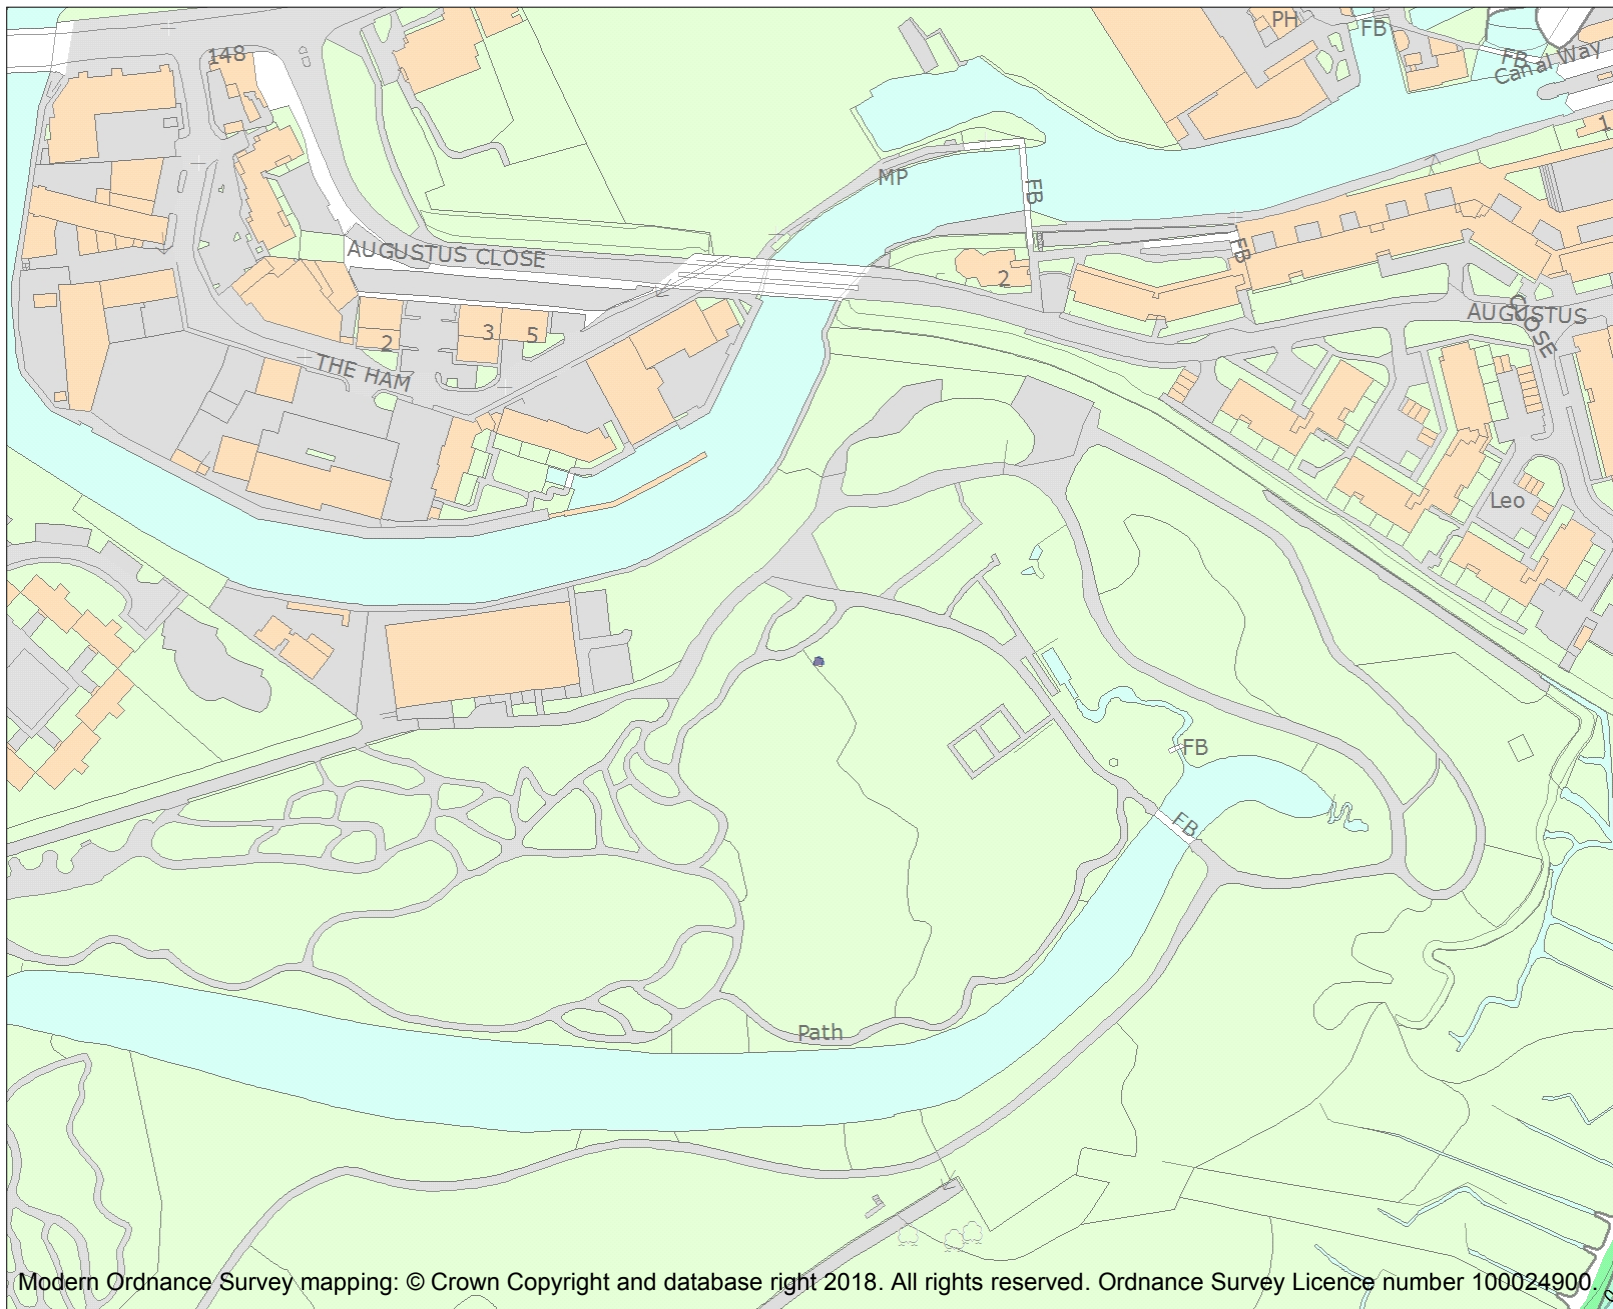 PH
FB
148
FB
Canal Way
1
MP
FB
AUGUSTUS CLOSE
FB
2
AUGUSTUS
CLOSE
2
3
5
THE HAM
Leo
FB
FB
Path
Modern Ordnance Survey mapping: © Crown Copyright and database right 2018. All rights reserved. Ordnance Survey Licence number 100024900.